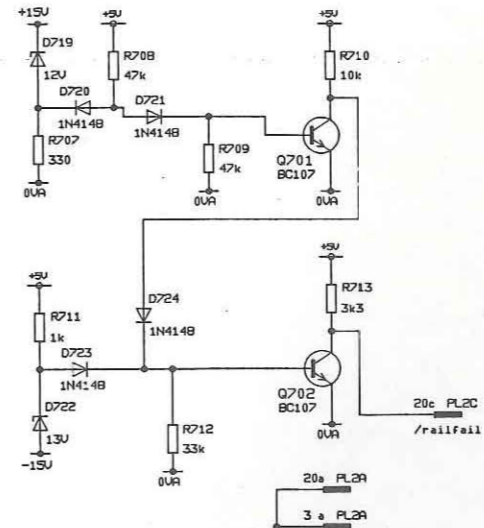 +15V
+5V
+5V
D719
12V
R708
47k
R710
10k
D720
1N4148
D721
1N4148
R707
330
R709
47k
Q701
BC107
0VA
0VA
0VA
+5V
+5V
R711
1k
D724
1N4148
R713
3k3
D723
1N4148
D722
13V
-15V
R712
33k
0VA
Q702
BC107
0VA
20c PL2C
/railfail
20a PL2A
3 a PL2A